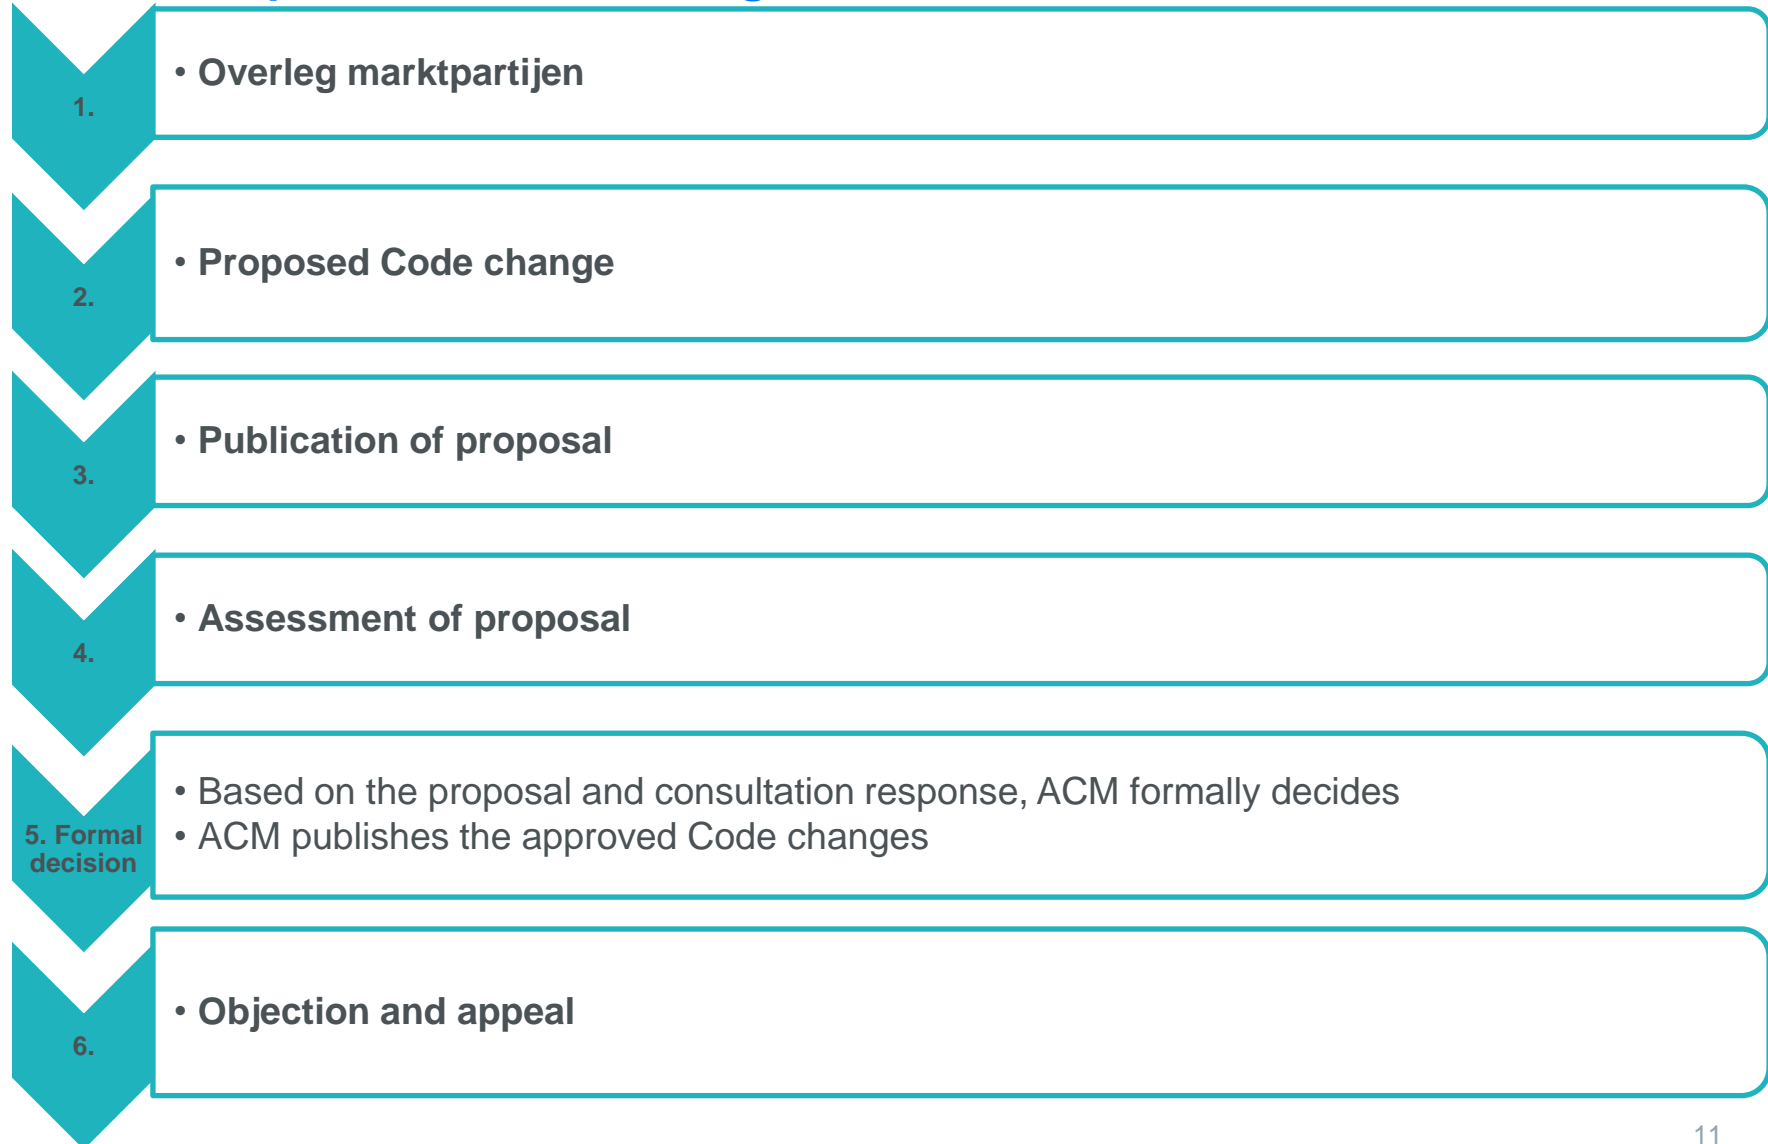 1.
• Overleg marktpartijen
2.
• Proposed Code change
3.
• Publication of proposal
4.
• Assessment of proposal
5. Formal
decision
• Based on the proposal and consultation response, ACM formally decides
• ACM publishes the approved Code changes
6.
• Objection and appeal
11